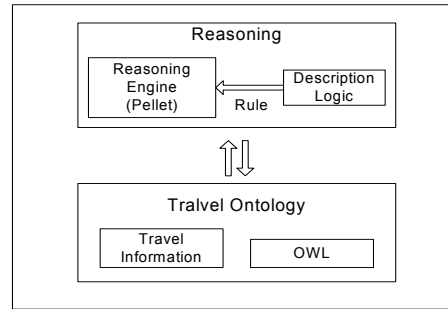 Reasoning
Reasoning
Engine
(Pellet)
Rule
Description
Logic
Tralvel Ontology
Travel
Information
OWL